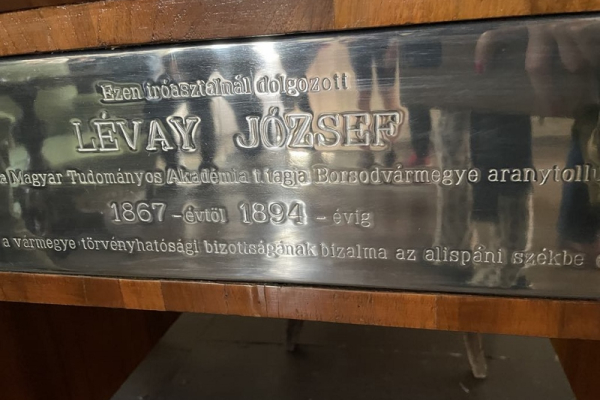 Ezen íróasztalnál dolgozott
LÉVAY JÓZSEF
a Magyar Tudományos Akadémia t.tagja Borsodvármegye aranytollú
1867 -évtől 1894 - évig
a vármegye törvényhatósági bizotiságának bizalma az alispáni székbe